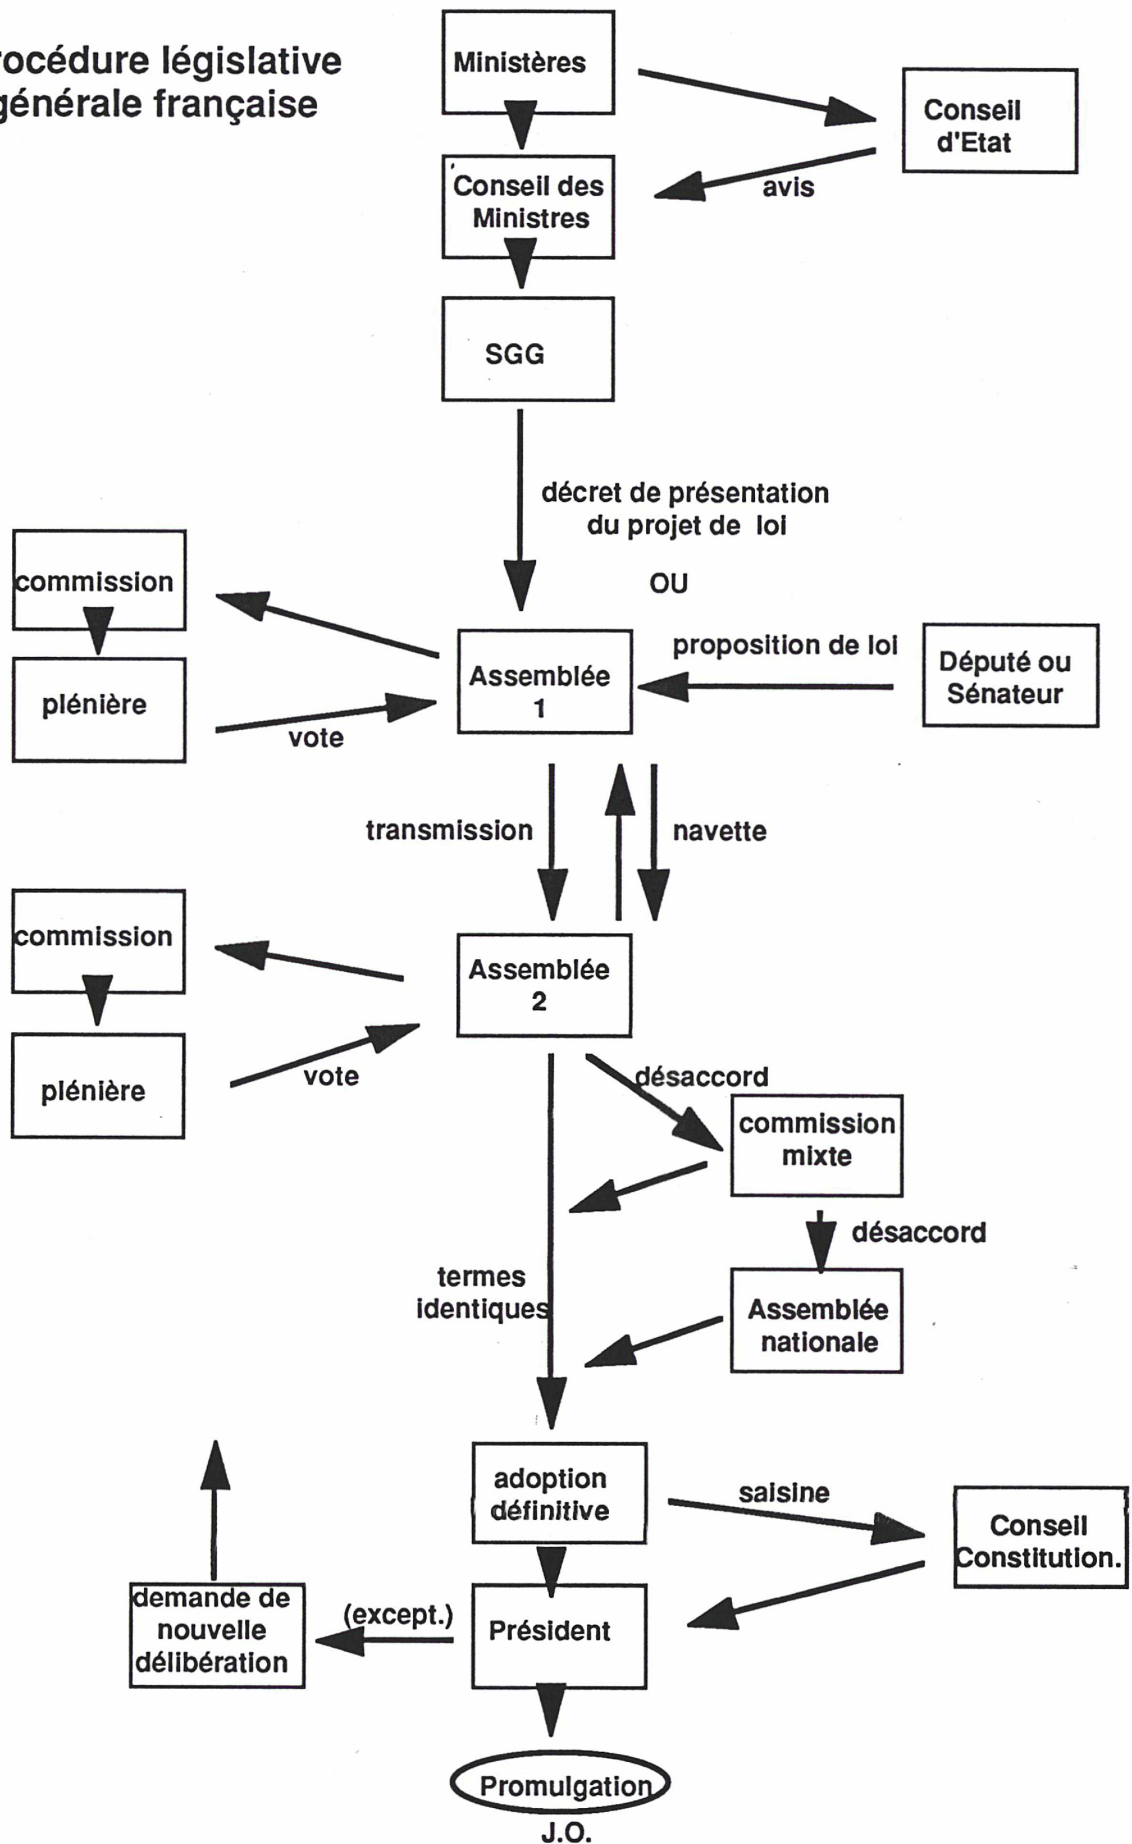 rocédure législative
générale française
Ministères
Conseil
d'Etat
avis
Conseil des
Ministres
SGG
décret de présentation
du projet de loi
OU
commission
plénière
vote
Assemblée
1
proposition de loi
Député ou
Sénateur
transmission
navette
commission
plénière
vote
Assemblée
2
désaccord
commission
mixte
désaccord
termes
identiques
Assemblée
nationale
adoption
définitive
saisine
Conseil
Constitution.
demande de
nouvelle
délibération
(except.)
Président
Promulgation
J.O.